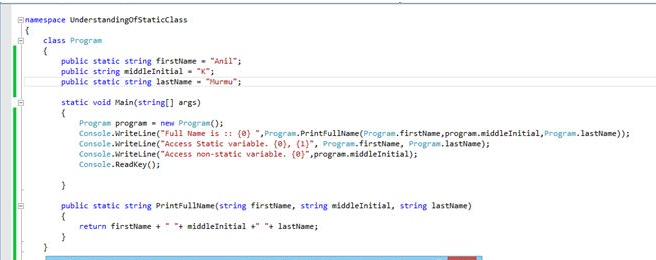 namespace UnderstandingOfStaticClass
{
class Program
{
public static string firstName = "Anil";
public string middleInitial = "K";
public static string lastName = "Murmu";
static void Main(string[] args)
{
Program program = new Program();
Console.WriteLine("Full Name is :: {0} ",Program.PrintFullName(Program.firstName,program.middleInitial,Program.lastName));
Console.WriteLine("Access Static variable. {0}, {1}", Program.firstName, Program.lastName);
Console.WriteLine("Access non-static variable. {0}",program.middleInitial);
Console.ReadKey();
}
public static string PrintFullName(string firstName, string middleInitial, string lastName)
{
return firstName + " "+ middleInitial +" "+ lastName;
}
}